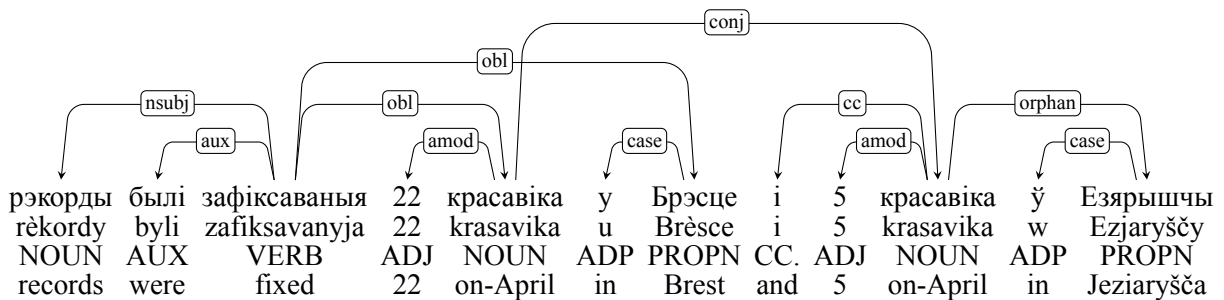 conj
obl
nsubj obl cc orphan
aux amod case amod case
рэкорды былі зафіксаваныя 22 красавіка у Брэсце і 5 красавіка ў Езярышчы
rèkordy byli zafiksavanyja 22 krasavika u Brèsce i 5 krasavika w Ezjaryščy
NOUN AUX VERB ADJ NOUN ADP PROPN CC. ADJ NOUN ADP PROPN
records were fixed 22 on-April in Brest and 5 on-April in Jeziaryšča